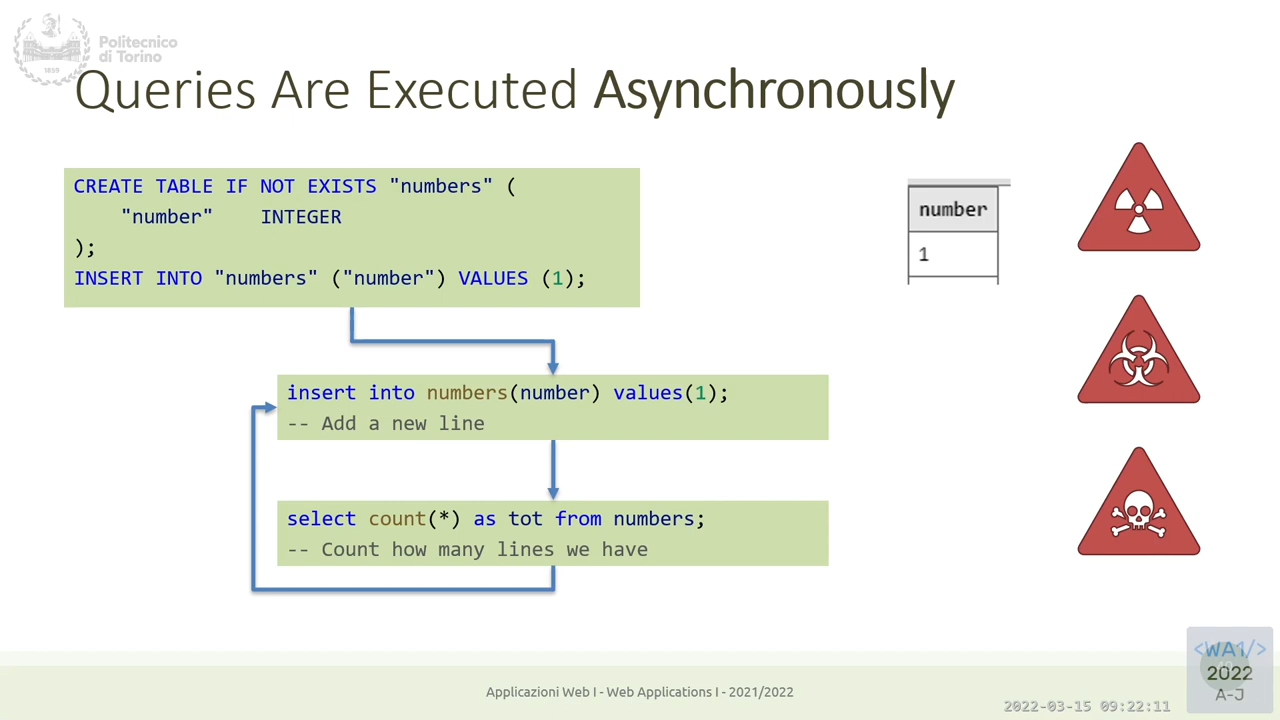 Politecnico
di Torino
1859
Queries Are Executed Asynchronously
CREATE TABLE IF NOT EXISTS "numbers" (
"number" INTEGER
);
INSERT INTO "numbers" ("number") VALUES (1);
number
1
insert into numbers(number) values(1);
-- Add a new line
select count(*) as tot from numbers;
-- Count how many lines we have
Applicazioni Web I - Web Applications I - 2021/2022
2022-03-15 09:22:11
<WA1/>
2022
A-J